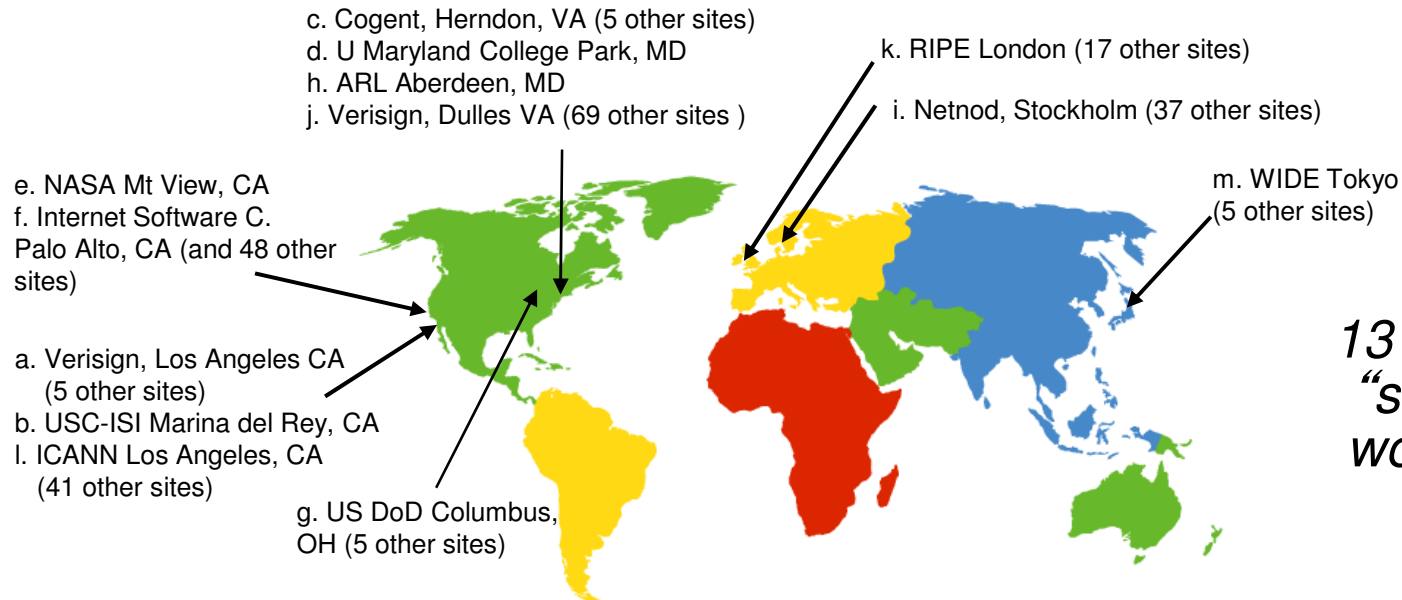 c. Cogent, Herndon, VA (5 other sites)
d. U Maryland College Park, MD
h. ARL Aberdeen, MD
j. Verisign, Dulles VA (69 other sites )
k. RIPE London (17 other sites)
i. Netnod, Stockholm (37 other sites)
m. WIDE Tokyo
(5 other sites)
e. NASA Mt View, CA
f. Internet Software C.
Palo Alto, CA (and 48 other
sites)
a. Verisign, Los Angeles CA
(5 other sites)
b. USC-ISI Marina del Rey, CA
l. ICANN Los Angeles, CA
(41 other sites)
g. US DoD Columbus,
OH (5 other sites)
13